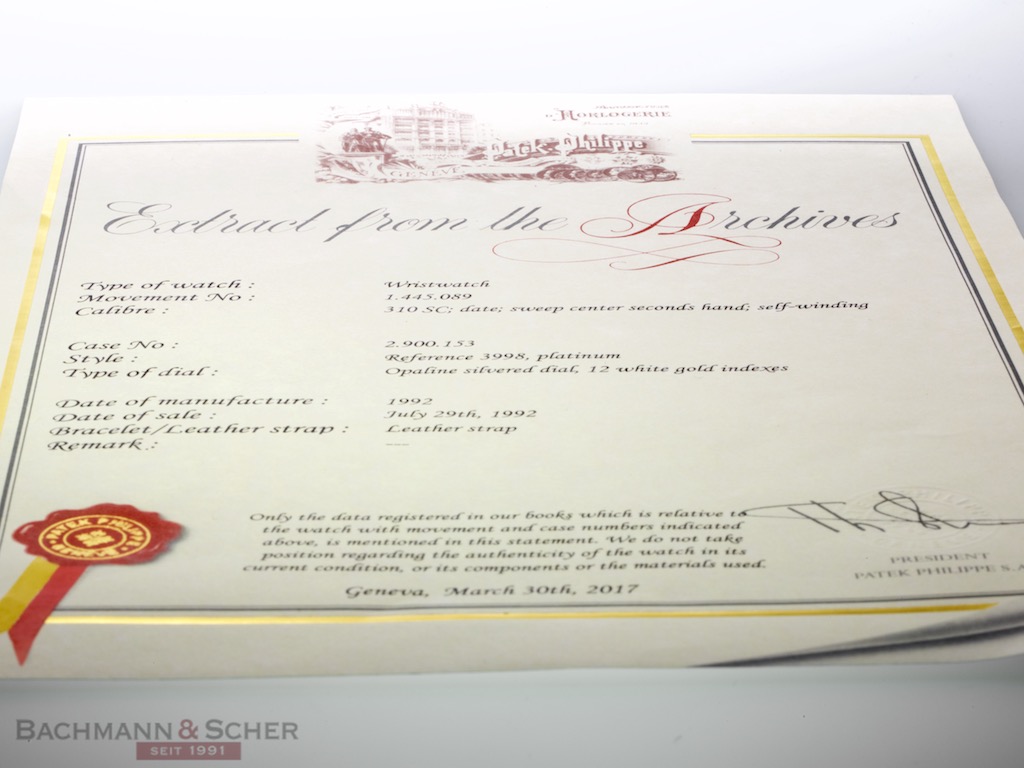 D'HORLOGERIE
Patek Philippe
GENÈVE
Extract from the Archives
Type of watch : Wristwatch
Movement No : 1.445.089
Calibre : 310 SC; date; sweep center seconds hand; self-winding
Case No : 2.900.153
Style : Reference 3998, platinum
Type of dial : Opaline silvered dial, 12 white gold indexes
Date of manufacture : 1992
Date of sale : July 29th, 1992
Bracelet/Leather strap : Leather strap
Remark : ---
Only the data registered in our books which is relative to
the watch with movement and case numbers indicated
above, is mentioned in this statement. We do not take
position regarding the authenticity of the watch in its
current condition, or its components or the materials used.
Geneva, March 30th, 2017
PATEK PHILIPPE
PRESIDENT
PATEK PHILIPPE S.A
BACHMANN & SCHER
SEIT 1991